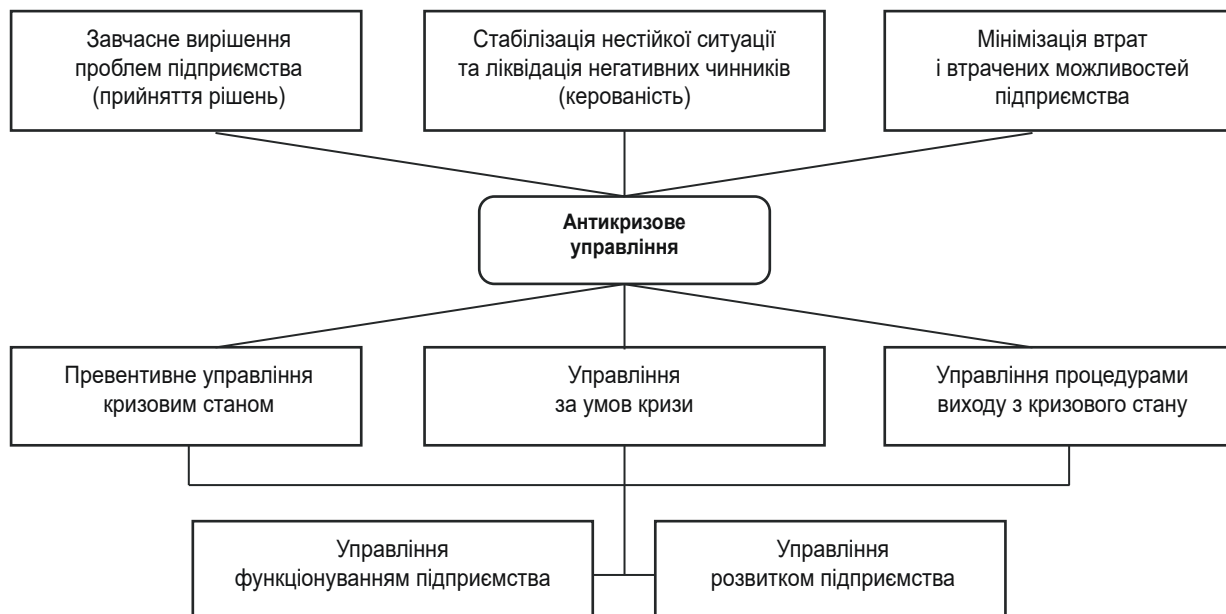 Завчасне вирішення
проблем підприємства
(прийняття рішень)
Стабілізація нестійкої ситуації
та ліквідація негативних чинників
(керованість)
Мінімізація втрат
і втрачених можливостей
підприємства
Антикризове
управління
Превентивне управління
кризовим станом
Управління
за умов кризи
Управління процедурами
виходу з кризового стану
Управління
функціонуванням підприємства
Управління
розвитком підприємства